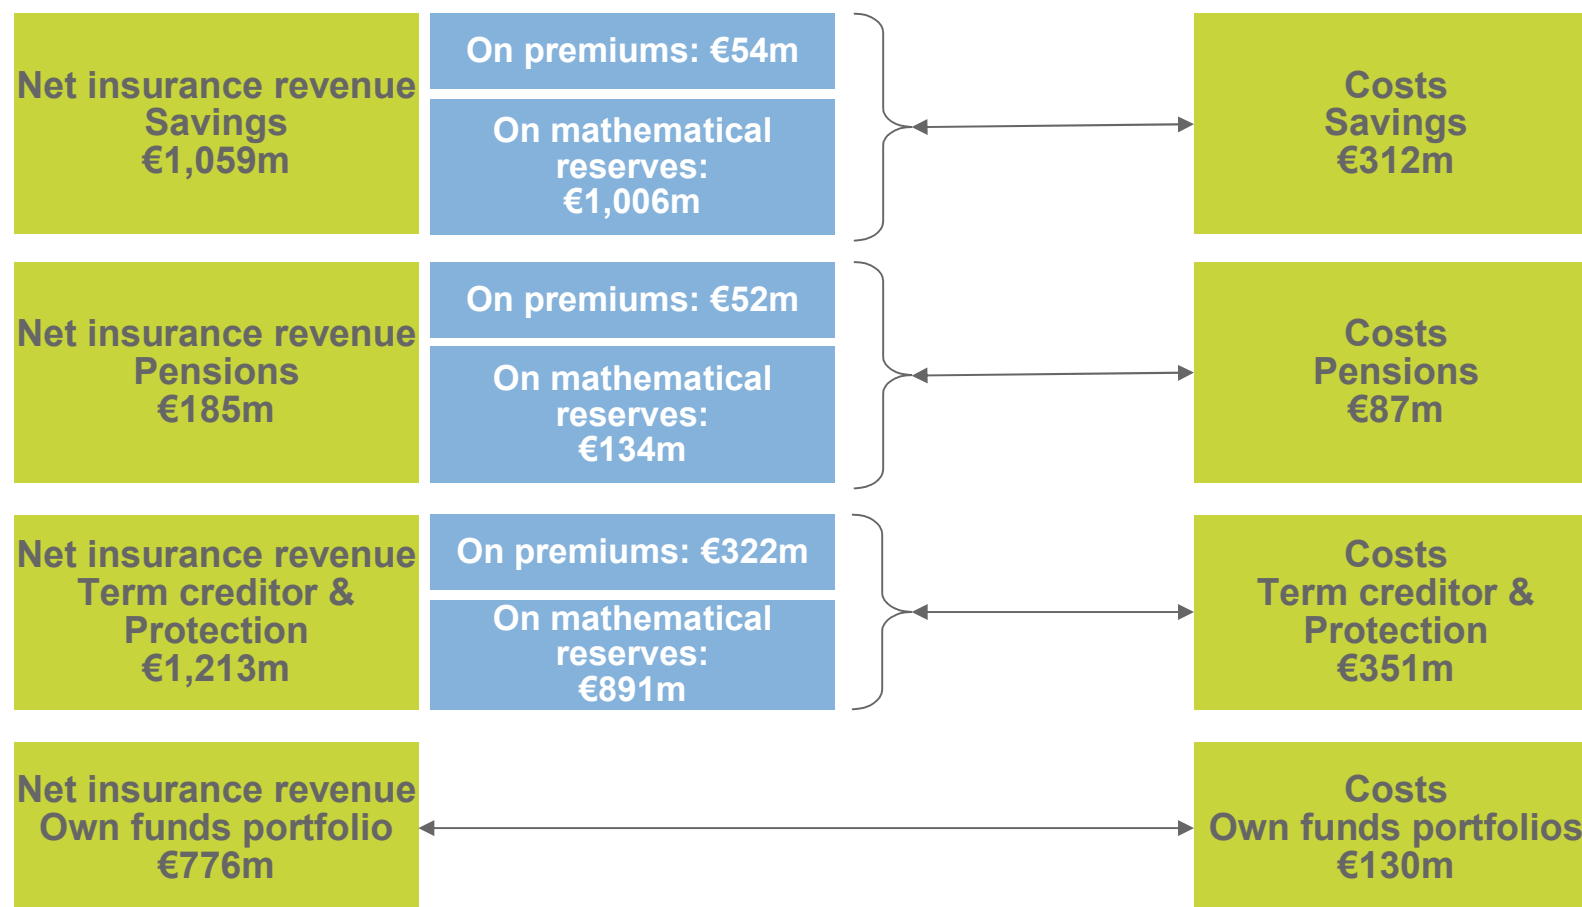 Net insurance revenue
Savings
€1,059m
On premiums: €54m
On mathematical
reserves:
€1,006m
Costs
Savings
€312m
Net insurance revenue
Pensions
€185m
On premiums: €52m
On mathematical
reserves:
€134m
Costs
Pensions
€87m
Net insurance revenue
Term creditor &
Protection
€1,213m
On premiums: €322m
On mathematical
reserves:
€891m
Costs
Term creditor &
Protection
€351m
Net insurance revenue
Own funds portfolio
€776m
Costs
Own funds portfolios
€130m